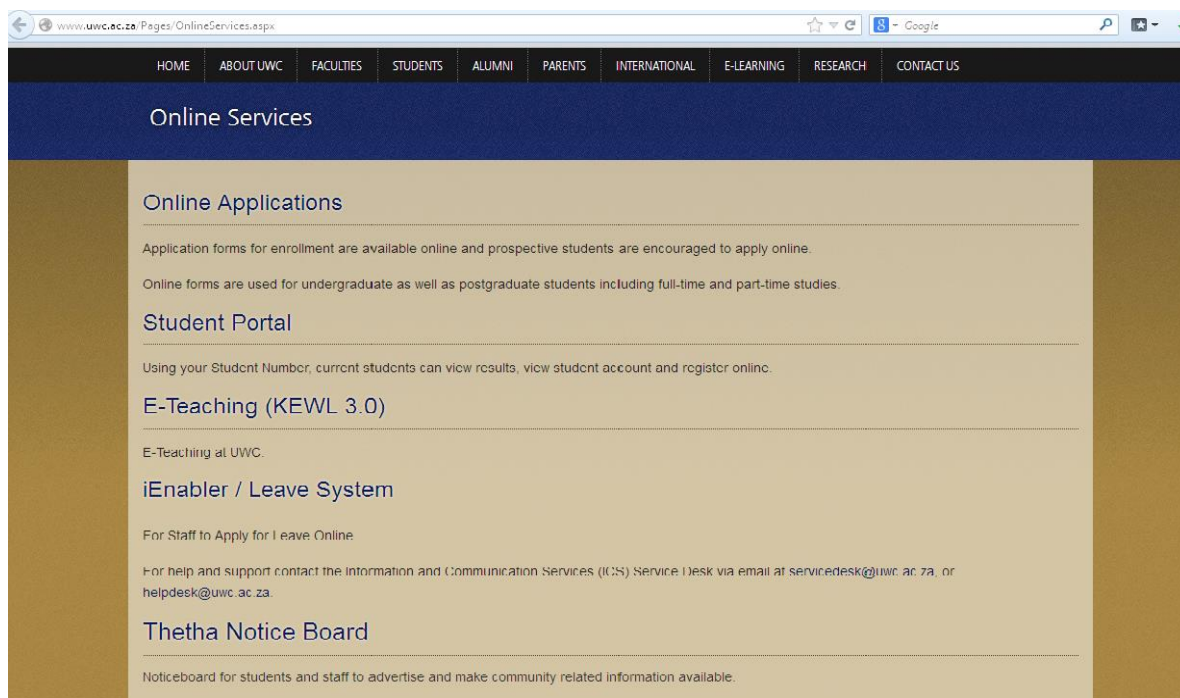 www.uwc.ac.za/Pages/OnlineServices.aspx
8 - Google
HOME ABOUT UWC FACULTIES STUDENTS ALUMNI PARENTS INTERNATIONAL E-LEARNING RESEARCH CONTACT US
Online Services
Online Applications
Application forms for enrollment are available online and prospective students are encouraged to apply online.
Online forms are used for undergraduate as well as postgraduate students including full-time and part-time studies.
Student Portal
Using your Student Number, current students can view results, view student account and register online.
E-Teaching (KEWL 3.0)
E-Teaching at UWC.
iEnabler / Leave System
For Staff to Apply for Leave Online
For help and support contact the Information and Communication Services (ICS) Service Desk via email at servicedesk@uwc.ac.za, or
helpdesk@uwc.ac.za.
Thetha Notice Board
Noticeboard for students and staff to advertise and make community related information available.